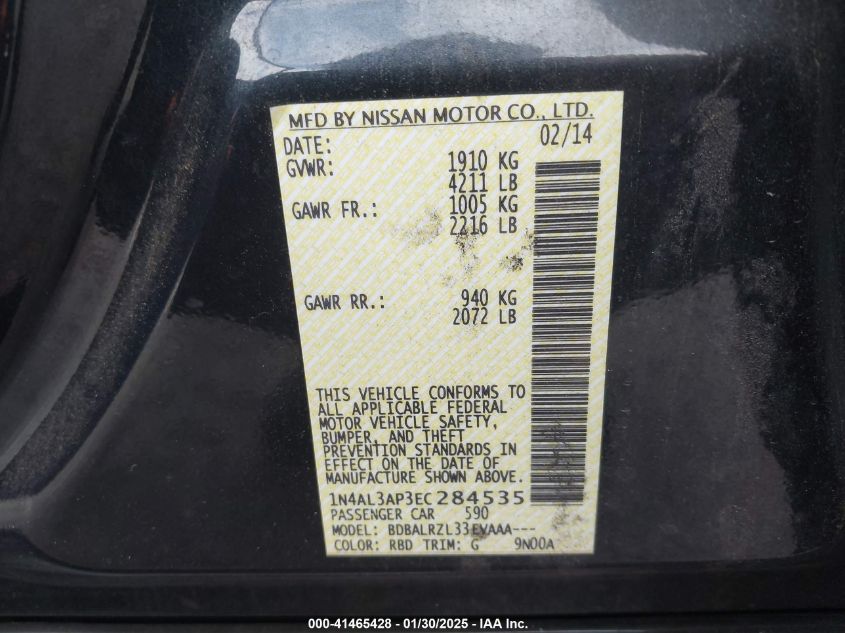 MFD BY NISSAN MOTOR CO., LTD.
DATE: 02/14
GVWR: 1910 KG
4211 LB
GAWR FR.: 1005 KG
2216 LB
GAWR RR.: 940 KG
2072 LB
THIS VEHICLE CONFORMS TO
ALL APPLICABLE FEDERAL
MOTOR VEHICLE SAFETY,
BUMPER, AND THEFT
PREVENTION STANDARDS IN
EFFECT ON THE DATE OF
MANUFACTURE SHOWN ABOVE.
1N4AL3AP3EC284535
PASSENGER CAR 590
MODEL: BDBALRZL33EVAAA---
COLOR: RBD TRIM: G 9N00A
000-41465428 - 01/30/2025 - IAA Inc.